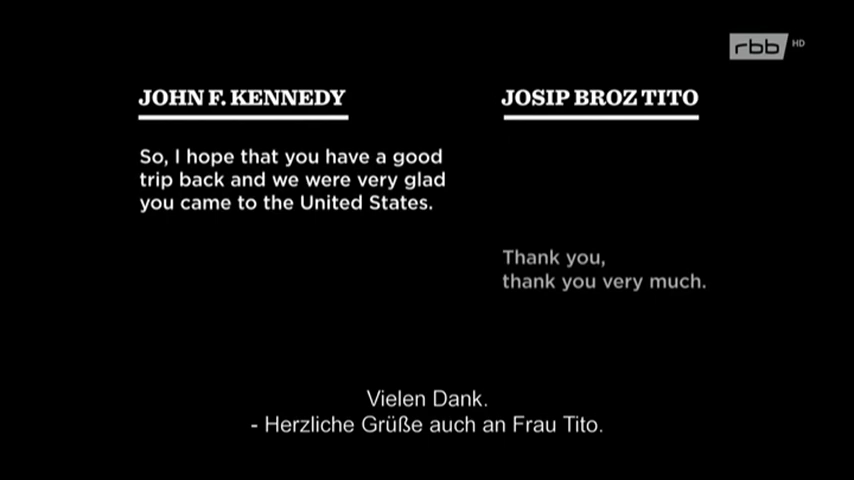 rbb HD
JOHN F. KENNEDY
So, I hope that you have a good
trip back and we were very glad
you came to the United States.
JOSIP BROZ TITO
Thank you,
thank you very much.
Vielen Dank.
- Herzliche Grüße auch an Frau Tito.